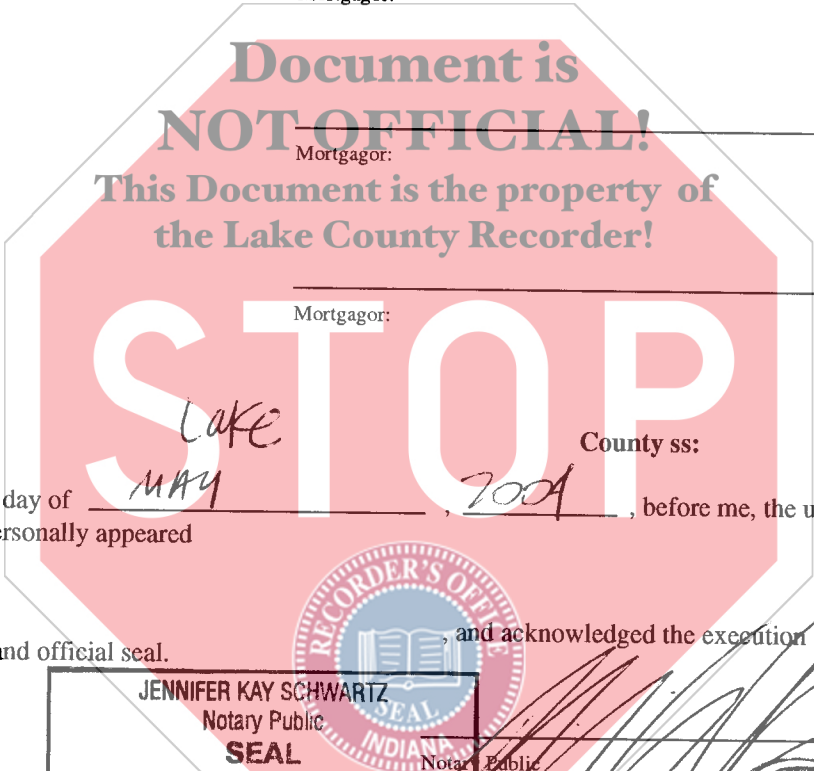 Document is
NOT OFFICIAL!
Mortgagor:
This Document is the property of
the Lake County Recorder!
Mortgagor:
STOP
Lake
County ss:
day of MAY , 2004 , before me, the u
ersonally appeared
, and acknowledged the execution
and official seal.
RECORDER'S OFFICE
SEAL
INDIANA
JENNIFER KAY SCHWARTZ
Notary Public
SEAL
Notary Public